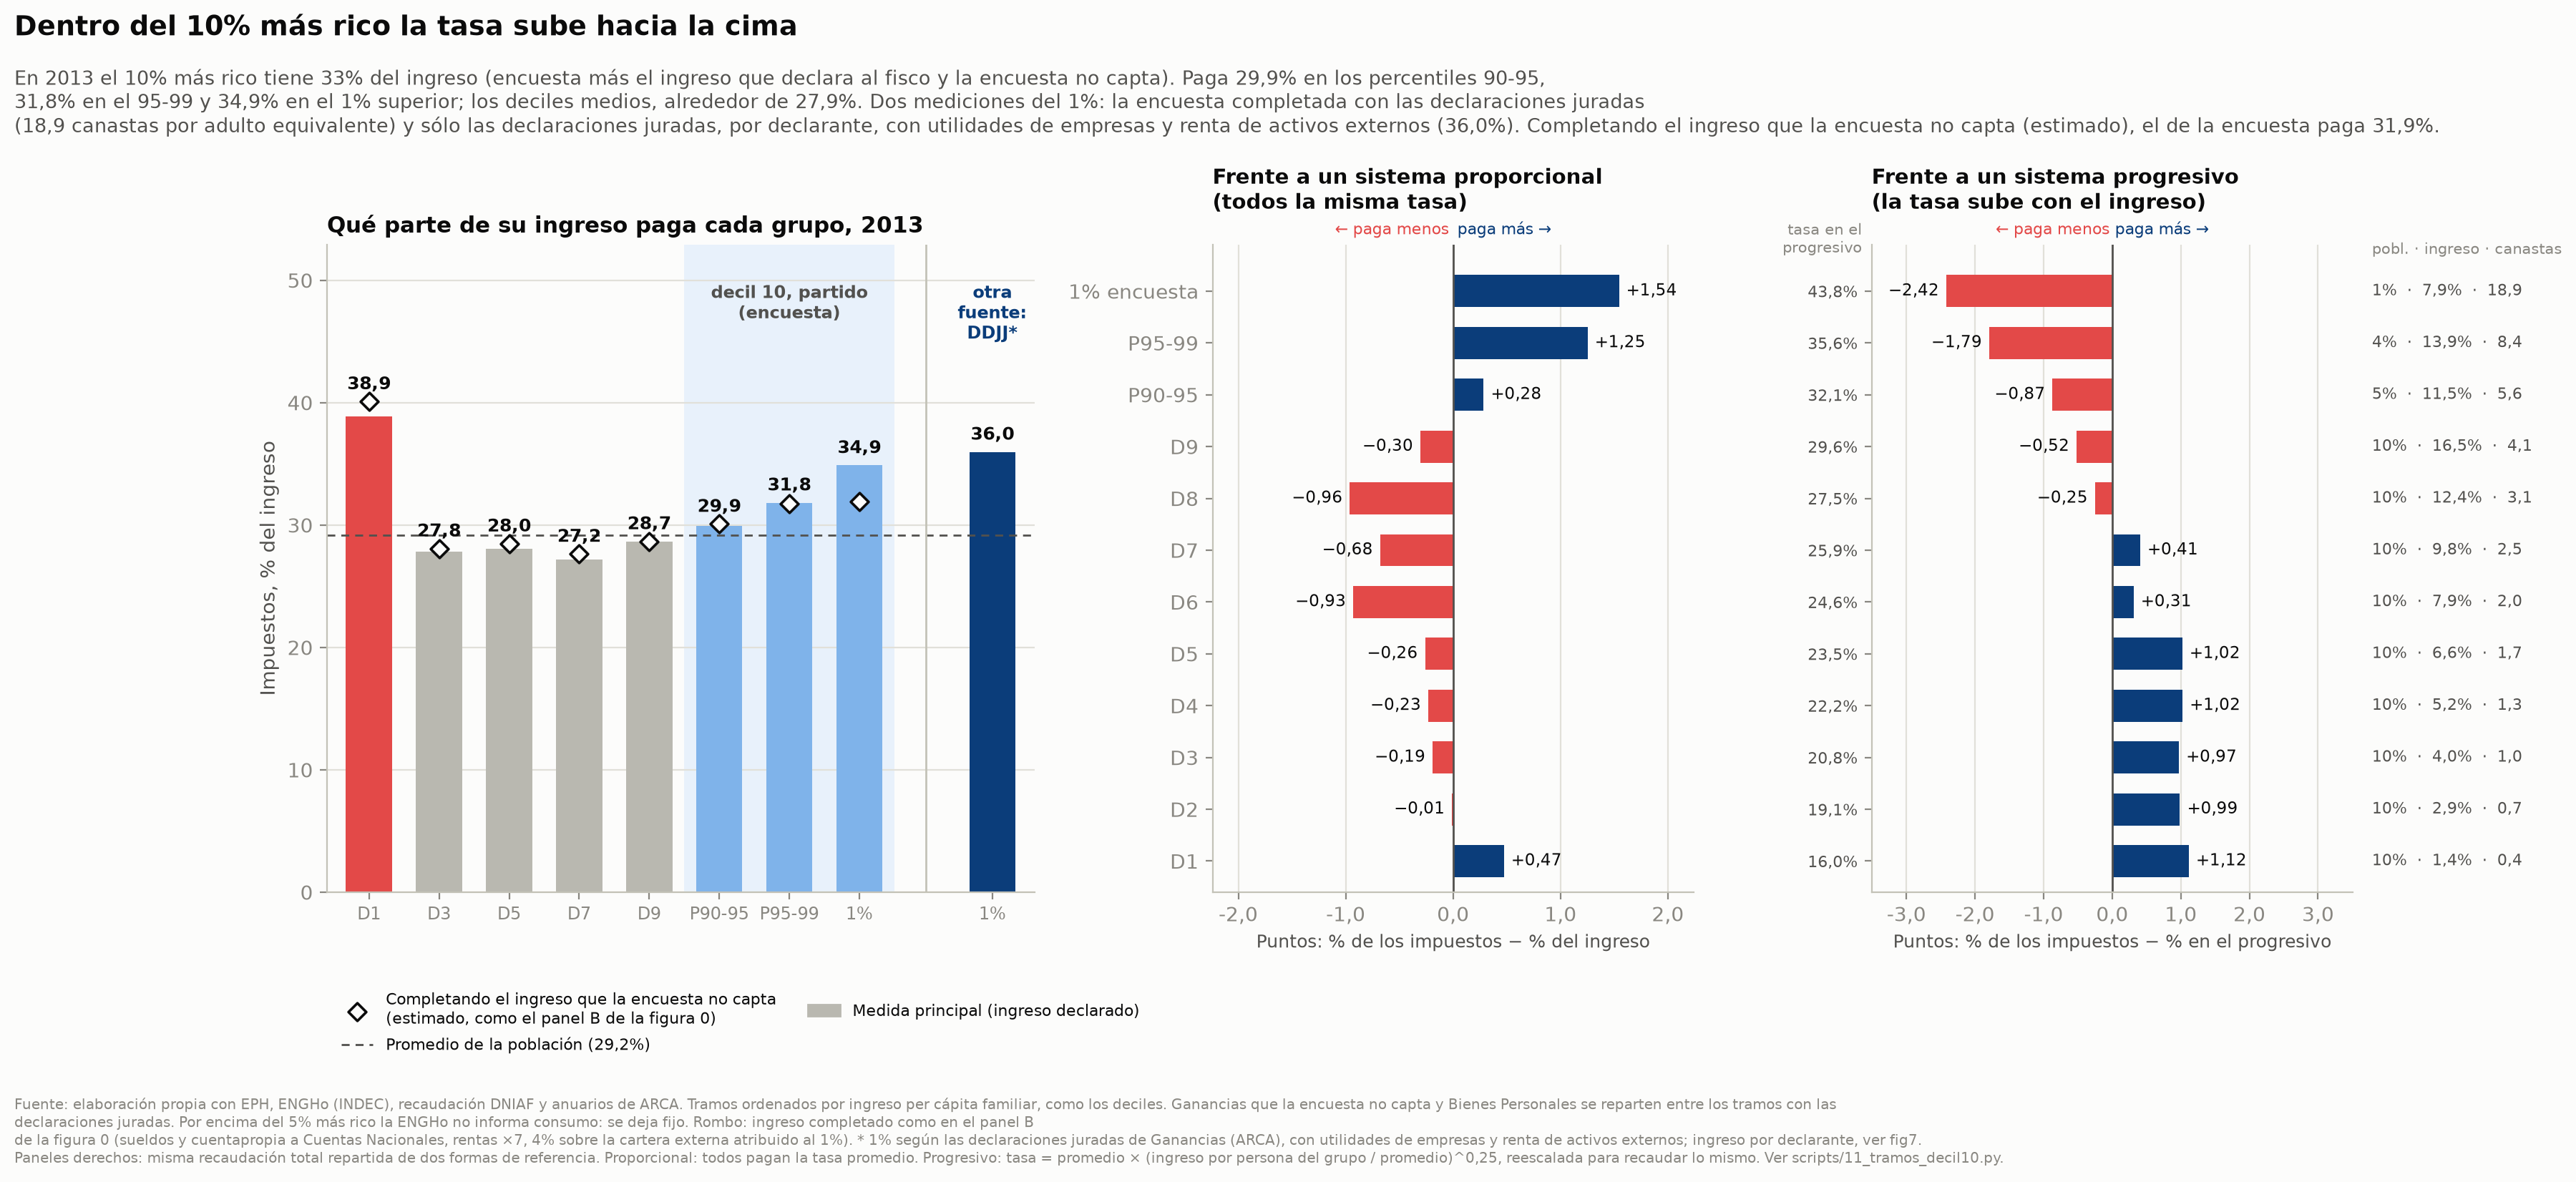 Dentro del 10% más rico la tasa sube hacia la cima
En 2013 el 10% más rico tiene 33% del ingreso (encuesta más el ingreso que declara al fisco y la encuesta no capta). Paga 29,9% en los percentiles 90-95,
31,8% en el 95-99 y 34,9% en el 1% superior; los deciles medios, alrededor de 27,9%. Dos mediciones del 1%: la encuesta completada con las declaraciones juradas
(18,9 canastas por adulto equivalente) y sólo las declaraciones juradas, por declarante, con utilidades de empresas y renta de activos externos (36,0%). Completando el ingreso que la encuesta no capta (estimado), el de la encuesta paga 31,9%.
Qué parte de su ingreso paga cada grupo, 2013
Impuestos, % del ingreso
50
40
30
20
10
0
decil 10, partido
(encuesta)
otra
fuente:
DDJJ*
38,9
27,8
28,0
27,2
28,7
29,9
31,8
34,9
36,0
D1
D3
D5
D7
D9
P90-95
P95-99
1%
1%
Completando el ingreso que la encuesta no capta
(estimado, como el panel B de la figura 0)
Promedio de la población (29,2%)
Medida principal (ingreso declarado)
Frente a un sistema proporcional
(todos la misma tasa)
← paga menos paga más →
1% encuesta +1,54
P95-99 +1,25
P90-95 +0,28
D9 −0,30
D8 −0,96
D7 −0,68
D6 −0,93
D5 −0,26
D4 −0,23
D3 −0,19
D2 −0,01
D1 +0,47
-2,0 -1,0 0,0 1,0 2,0
Puntos: % de los impuestos − % del ingreso
Frente a un sistema progresivo
(la tasa sube con el ingreso)
tasa en el
progresivo
← paga menos paga más →
pobl. · ingreso · canastas
43,8% −2,42 1% · 7,9% · 18,9
35,6% −1,79 4% · 13,9% · 8,4
32,1% −0,87 5% · 11,5% · 5,6
29,6% −0,52 10% · 16,5% · 4,1
27,5% −0,25 10% · 12,4% · 3,1
25,9% +0,41 10% · 9,8% · 2,5
24,6% +0,31 10% · 7,9% · 2,0
23,5% +1,02 10% · 6,6% · 1,7
22,2% +1,02 10% · 5,2% · 1,3
20,8% +0,97 10% · 4,0% · 1,0
19,1% +0,99 10% · 2,9% · 0,7
16,0% +1,12 10% · 1,4% · 0,4
-3,0 -2,0 -1,0 0,0 1,0 2,0 3,0
Puntos: % de los impuestos − % en el progresivo
Fuente: elaboración propia con EPH, ENGHo (INDEC), recaudación DNIAF y anuarios de ARCA. Tramos ordenados por ingreso per cápita familiar, como los deciles. Ganancias que la encuesta no capta y Bienes Personales se reparten entre los tramos con las
declaraciones juradas. Por encima del 5% más rico la ENGHo no informa consumo: se deja fijo. Rombo: ingreso completado como en el panel B
de la figura 0 (sueldos y cuentapropia a Cuentas Nacionales, rentas ×7, 4% sobre la cartera externa atribuido al 1%). * 1% según las declaraciones juradas de Ganancias (ARCA), con utilidades de empresas y renta de activos externos; ingreso por declarante, ver fig7.
Paneles derechos: misma recaudación total repartida de dos formas de referencia. Proporcional: todos pagan la tasa promedio. Progresivo: tasa = promedio × (ingreso por persona del grupo / promedio)^0,25, reescalada para recaudar lo mismo. Ver scripts/11_tramos_decil10.py.